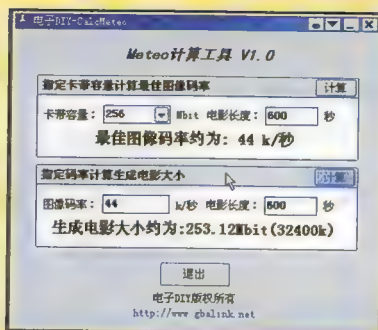 电子DIY-CalcMeteo
Meteo计算工具 V1.0
指定卡带容量计算最佳图像码率 计算
卡带容量: 256 Mbit 电影长度: 600 秒
最佳图像码率约为: 44 k/秒
指定码率计算生成电影大小 计算
图像码率: 44 k/秒 电影长度: 600 秒
生成电影大小约为:253.12Mbit(32400k)
退出
电子DIY版权所有
http://www.gbalink.net